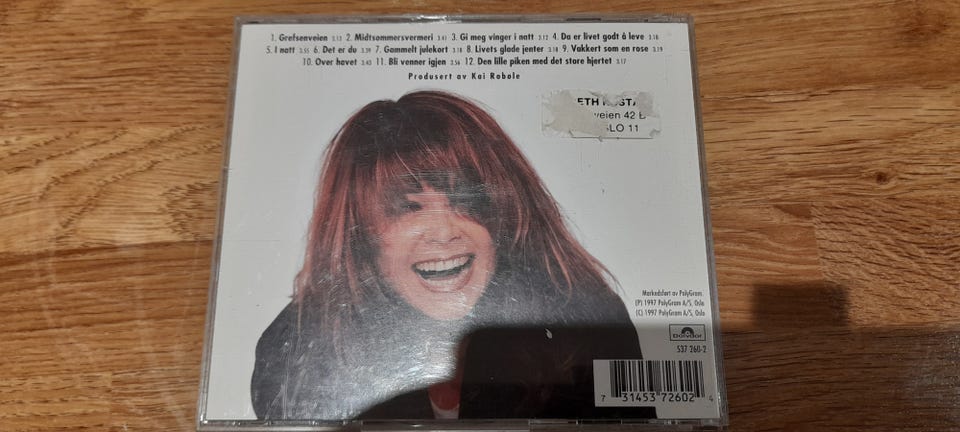 1. Grefsenveien 3.13 2. Midtsommersvermeri 3.41 3. Gi meg vinger i natt 3.12 4. Da er livet godt å leve 3.18
5. I natt 3.55 6. Det er du 3.39 7. Gammelt julekort 3.18 8. Livets glade jenter 3.18 9. Vakkert som en rose 3.19
10. Over havet 3.43 11. Bli venner igjen 3.56 12. Den lille piken med det store hjertet 3.17
Produsert av Kai Robole
ETH
veien 42 B
SLO 11
Markedsført av PolyGram.
(P) 1997 PolyGram A/S, Oslo
(C) 1997 PolyGram A/S, Oslo
Polydor
537 260-2
7 31453 72602 4